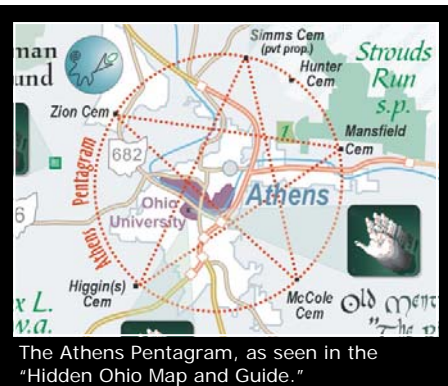 Simms Cem
(pvt prop.)
Strouds
Run
s.p.
Hunter
Cem
man
und
Zion Cem
1
Mansfield
Cem
682
Athens Pentagram
Athens
Ohio
University
6
Higgin(s)
Cem
McCole
Cem
x L.
w.a.
The Athens Pentagram, as seen in the
“Hidden Ohio Map and Guide.”